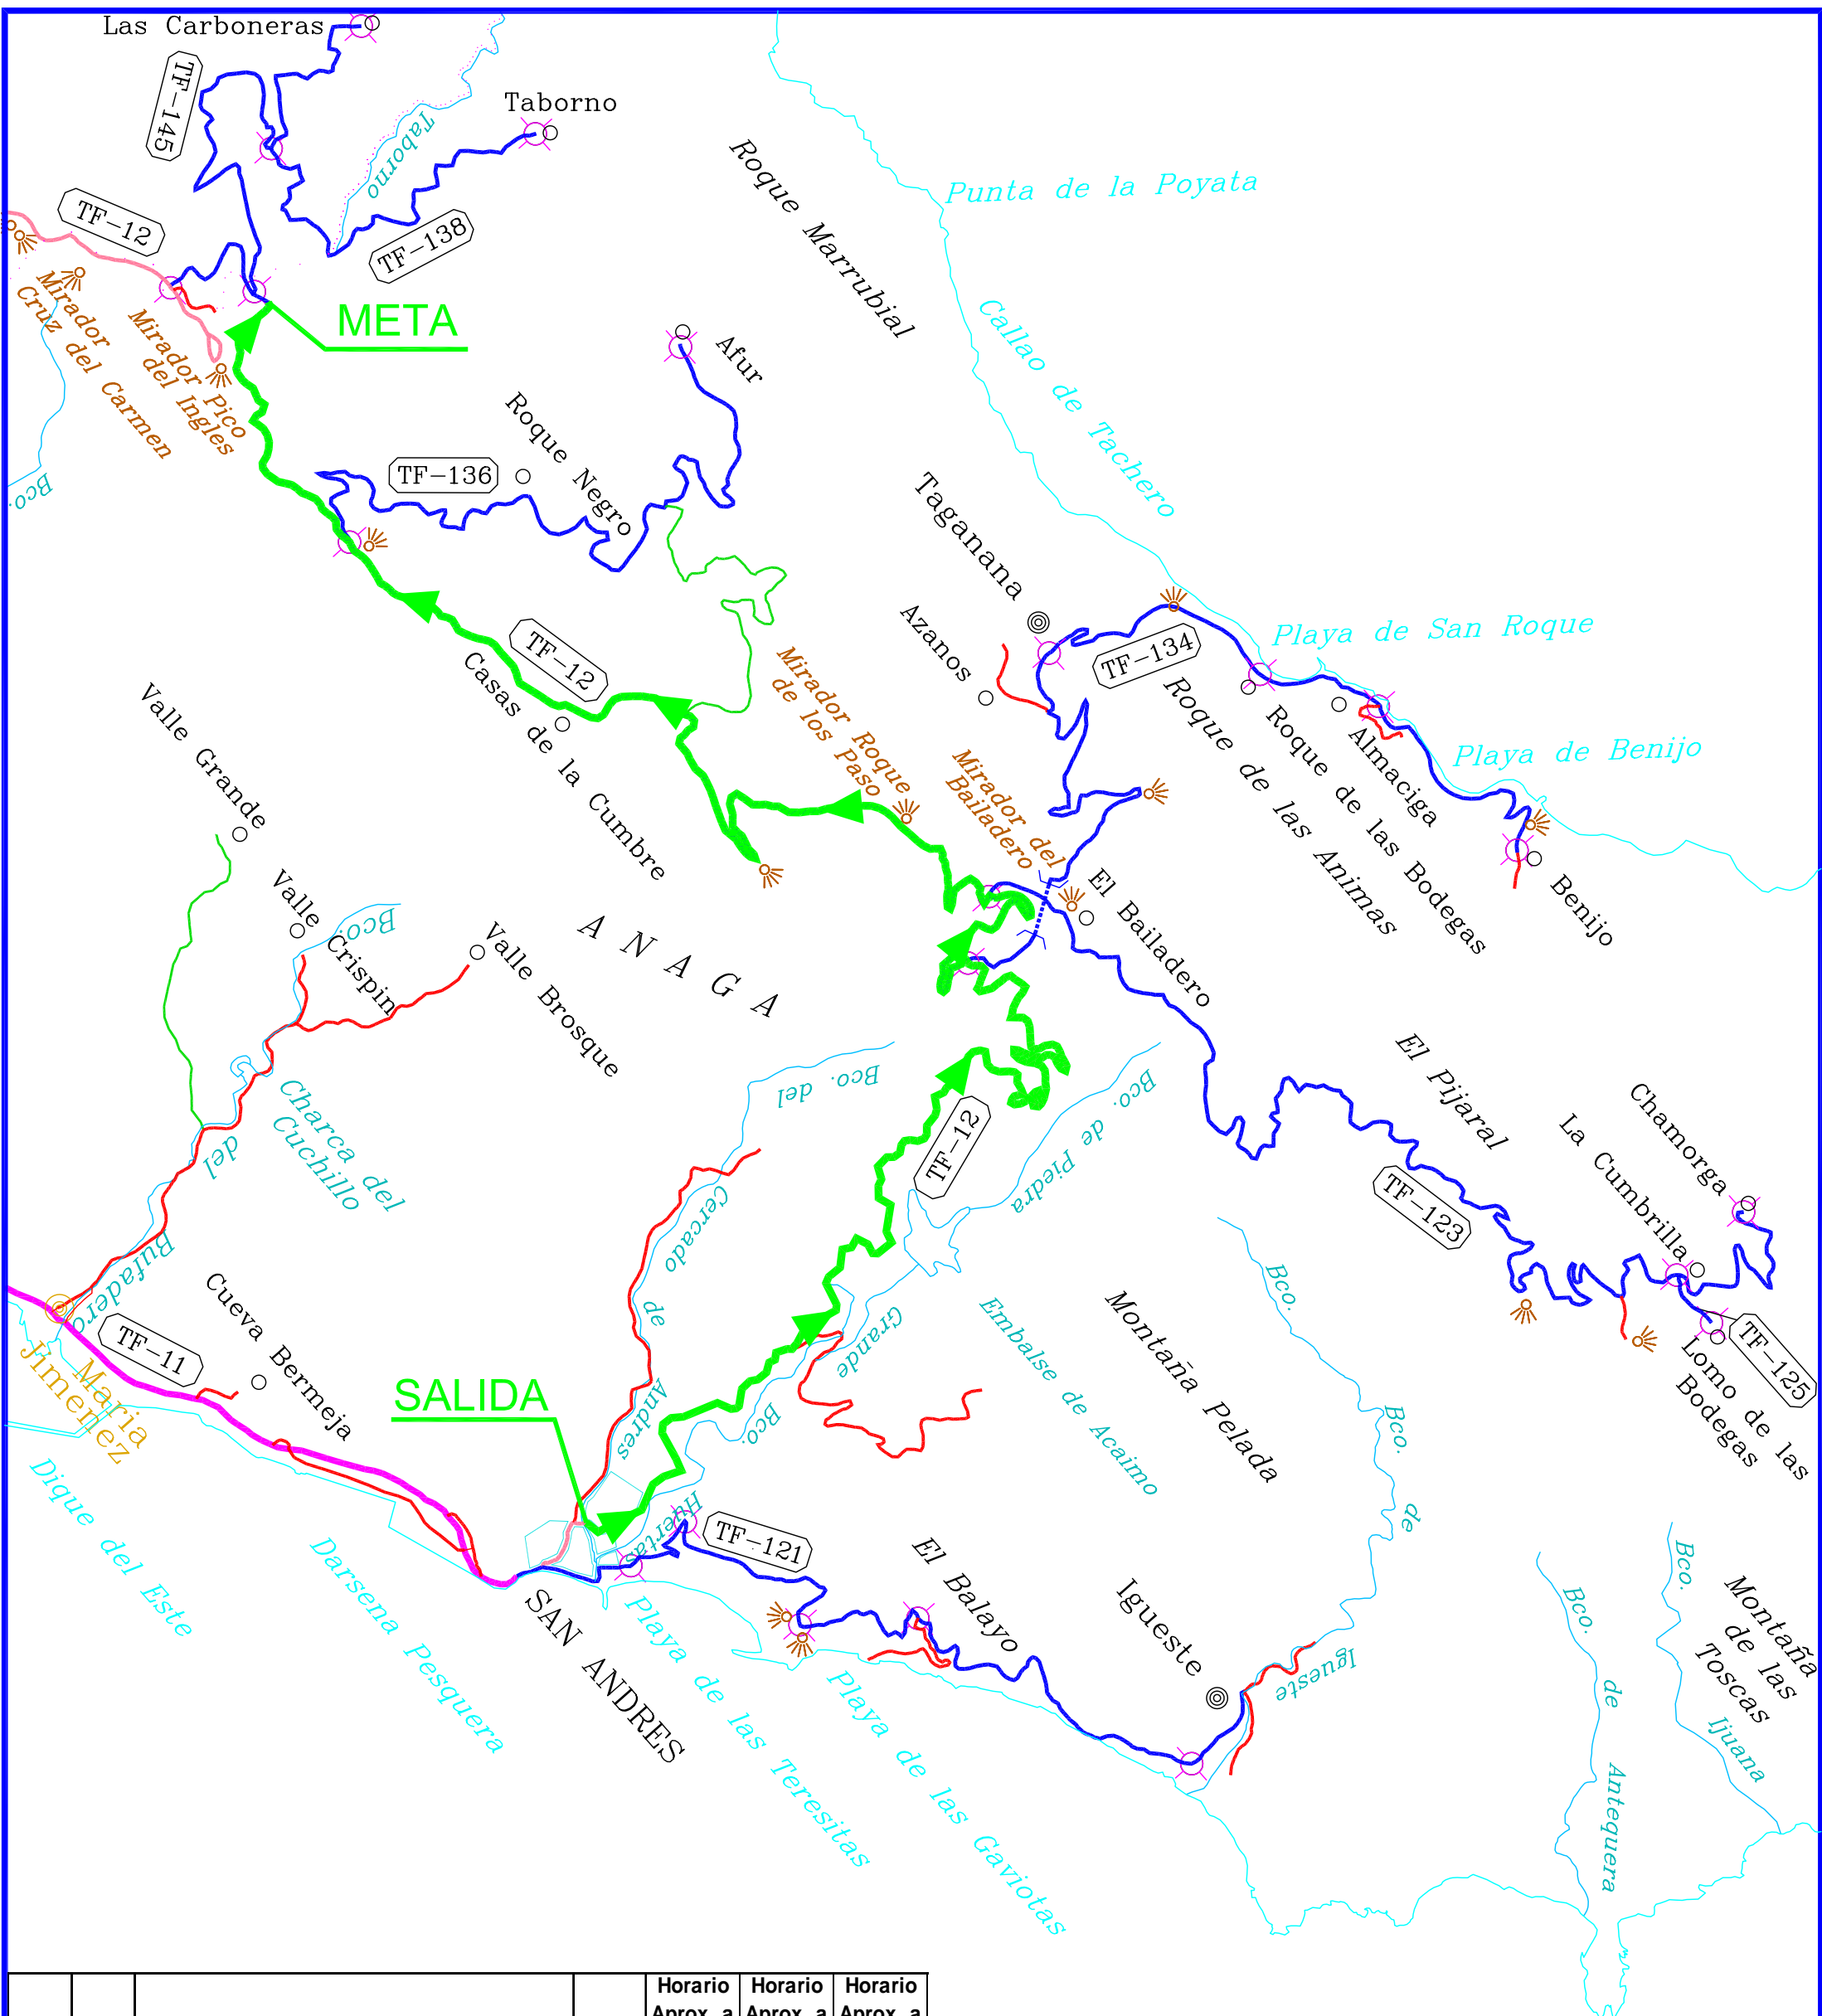 Las Carboneras
TF-145
Taborno
Taborno
TF-12
TF-138
Mirador
Cruz del Carmen
Mirador Pico
del Ingles
META
Afur
Roque Marrubial
Punta de la Poyata
Callao de Tachero
Bco.
TF-136
Roque Negro
Taganana
Azanos
TF-134
Playa de San Roque
Roque de las Animas
Roque de las Bodegas
Almaciga
Playa de Benijo
Benijo
TF-12
Casas de la Cumbre
Mirador Roque
de los Paso
Mirador del
Bailadero
El Bailadero
Valle Grande
Valle Crispin
Bco.
Valle Brosque
ANAGA
Charca del
Cuchillo
del
Bufadero
Bco. del
Cercado
de
Andres
TF-12
Bco. de Piedra
El Pijaral
Chamorga
La Cumbrilla
TF-123
TF-125
Lomo de las
Bodegas
Cueva Bermeja
TF-11
Maria
Jimenez
SALIDA
Grande
Bco.
Huertas
Embalse de Acaimo
Montaña Pelada
Bco.
Bco.
de
Igueste
Dique del Este
Darsena Pesquera
TF-121
El Balayo
Igueste
SAN ANDRES
Playa de las Teresitas
Playa de las Gaviotas
Bco.
de
Antequera
Bco.
Ijuana
Montaña
de las
Toscas
Horario Horario Horario
Aprox. a Aprox. a Aprox. a